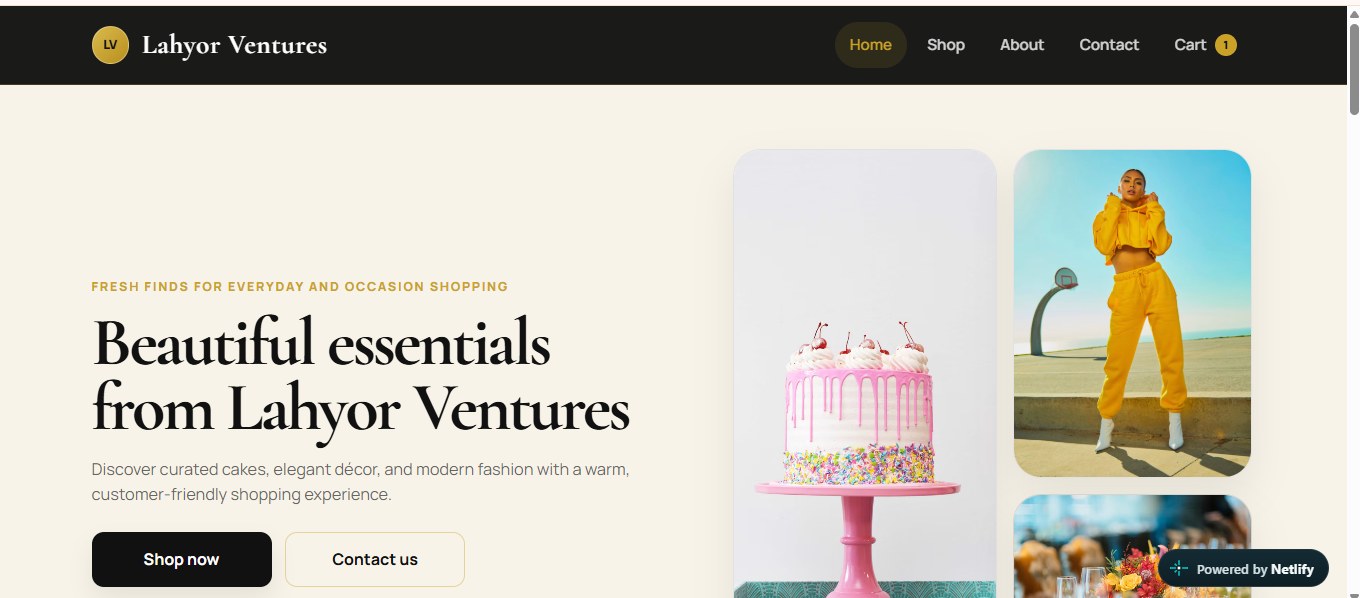 LV
Lahyor Ventures
Home
Shop
About
Contact
Cart
1
FRESH FINDS FOR EVERYDAY AND OCCASION SHOPPING
Beautiful essentials
from Lahyor Ventures
Discover curated cakes, elegant décor, and modern fashion with a warm,
customer-friendly shopping experience.
Shop now
Contact us
Powered by Netlify